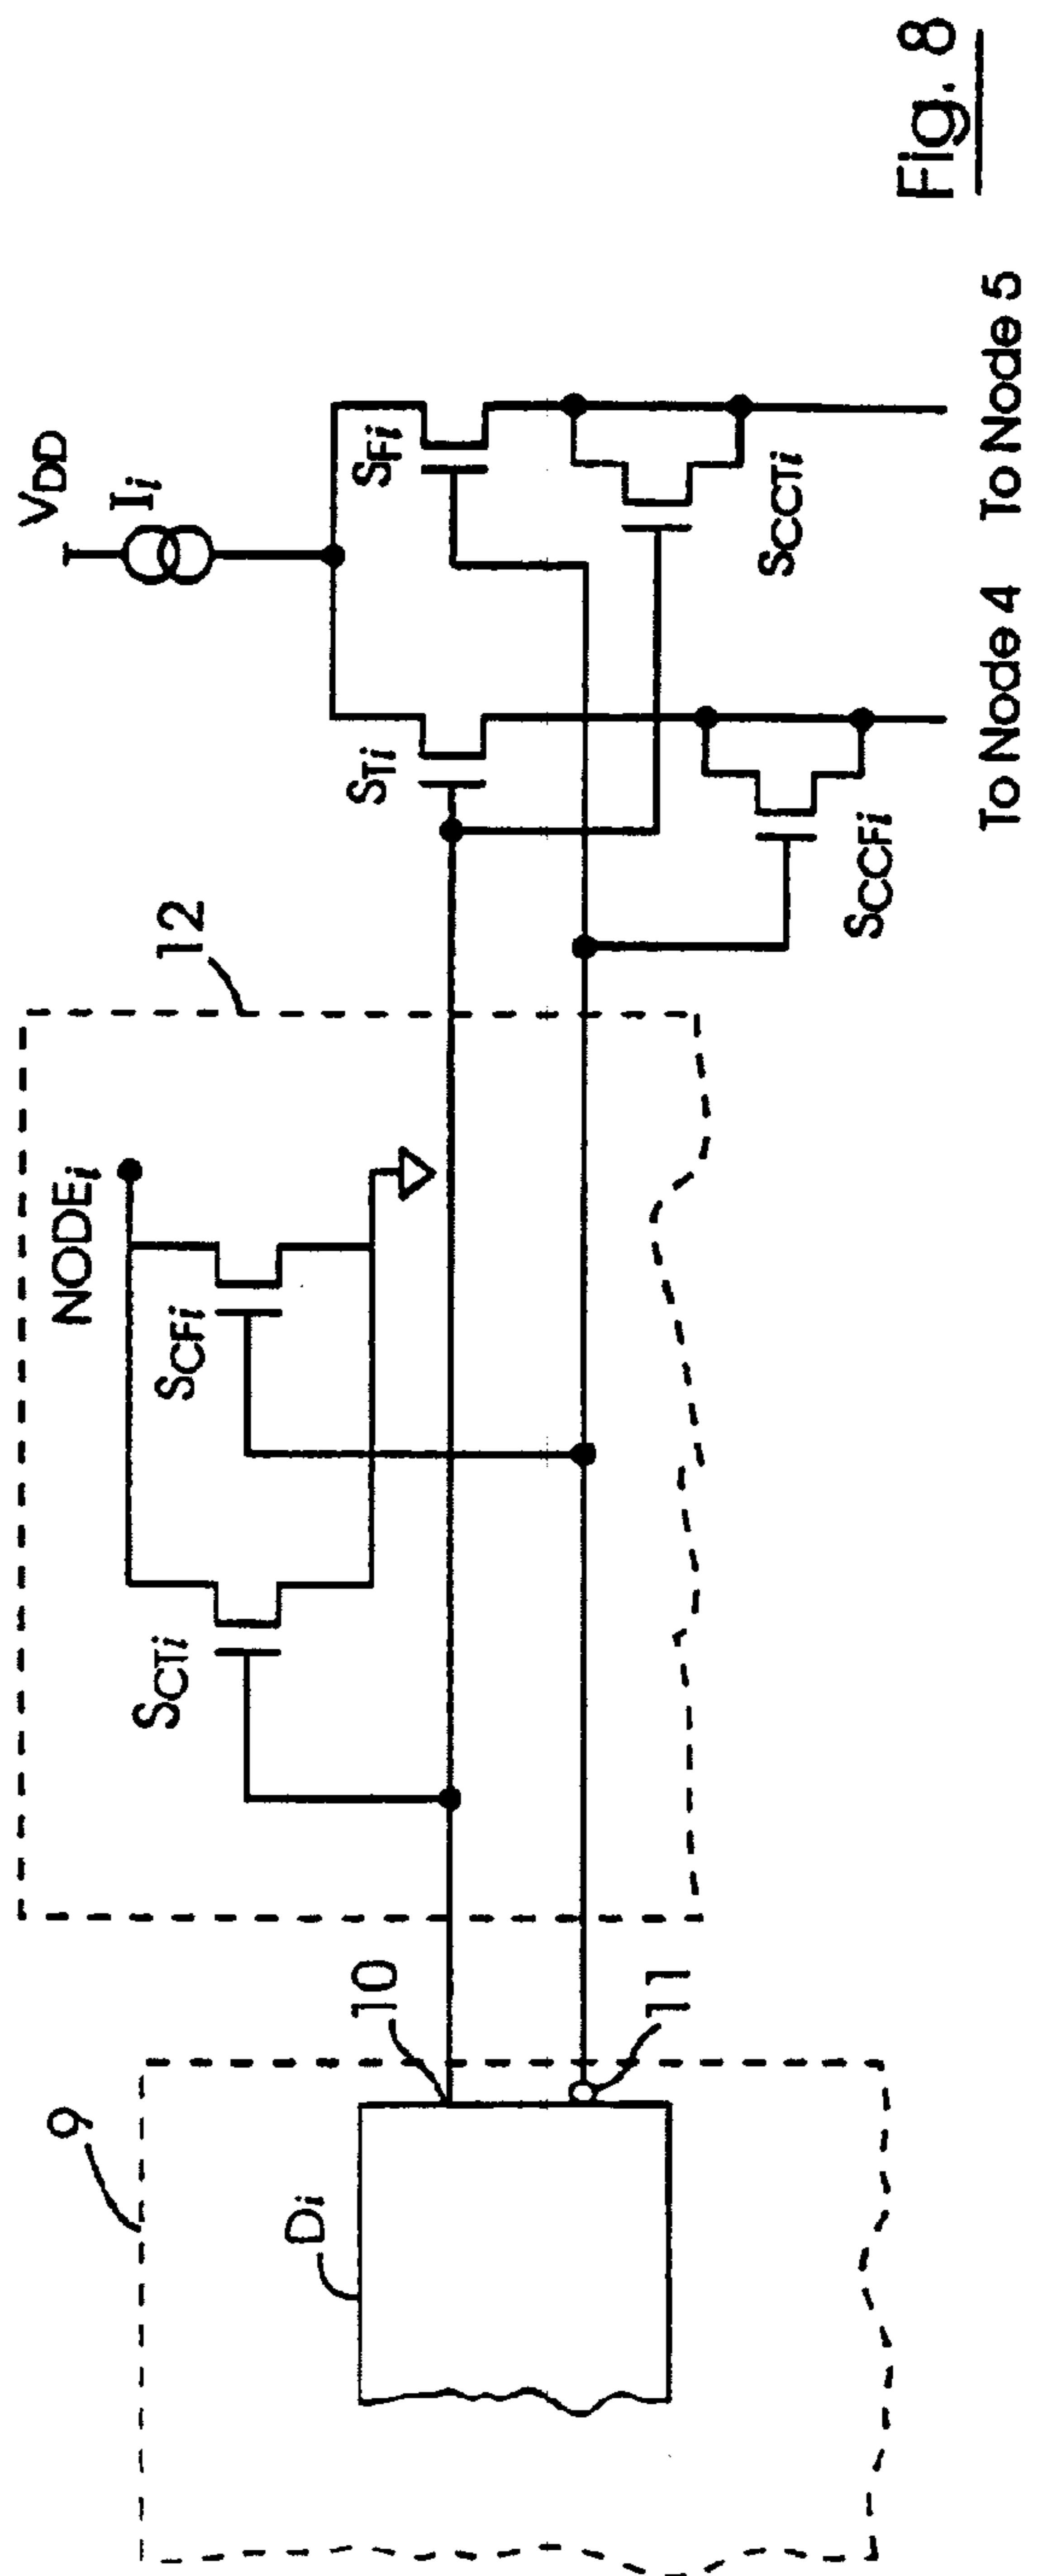 9
Di
10
11
12
SCTi
SCFi
NODEi
VDD
Ii
STi
SFi
SCCFi
SCCTi
To Node 4
To Node 5
Fig. 8